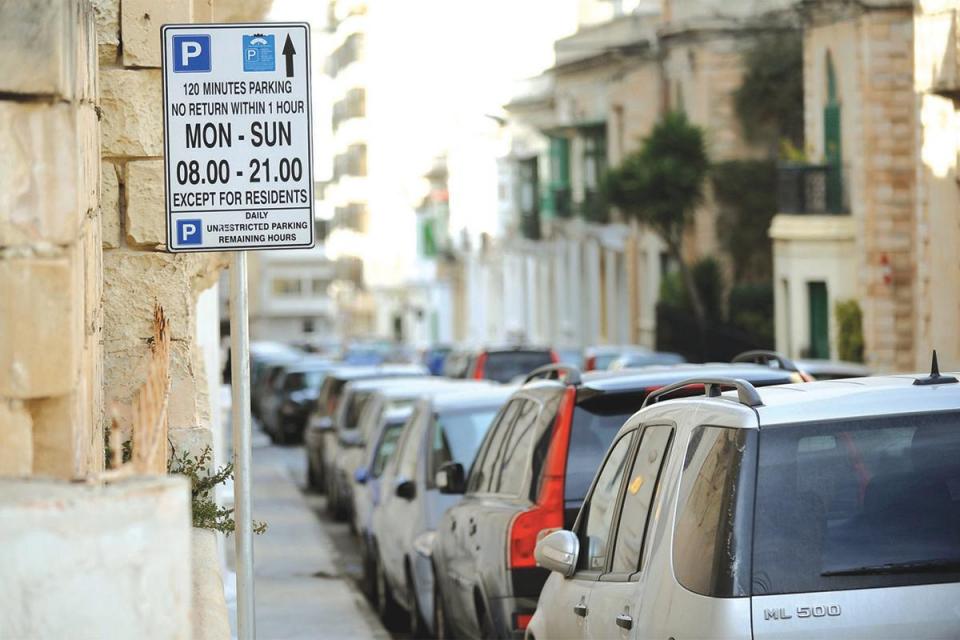 P
P
120 MINUTES PARKING
NO RETURN WITHIN 1 HOUR
MON - SUN
08.00 - 21.00
EXCEPT FOR RESIDENTS
DAILY
P UNRESTRICTED PARKING
REMAINING HOURS
ML 500